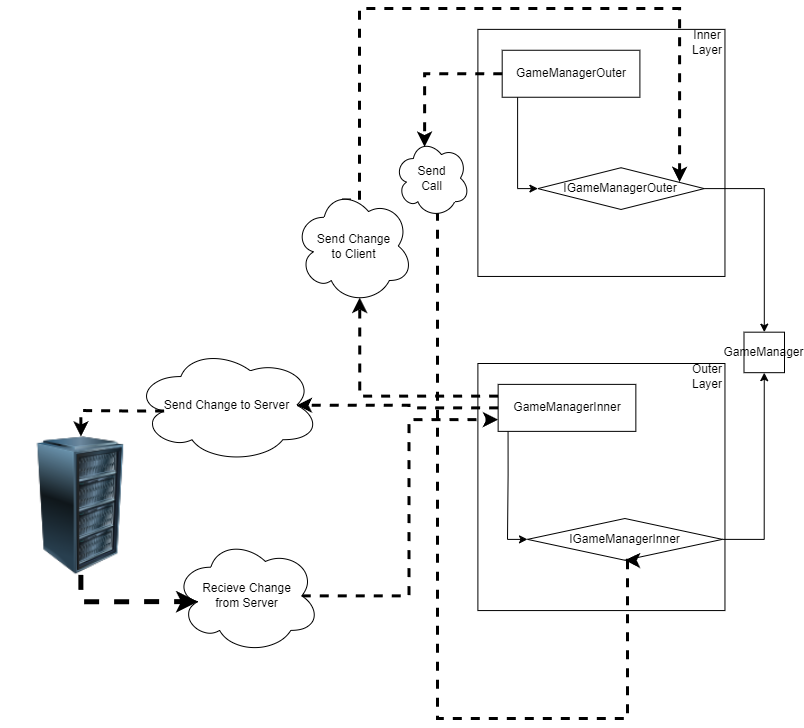 Inner
Layer
GameManagerOuter
Send
Call
IGameManagerOuter
Send Change
to Client
GameManager
Outer
Layer
Send Change to Server
GameManagerInner
IGameManagerInner
Recieve Change
from Server